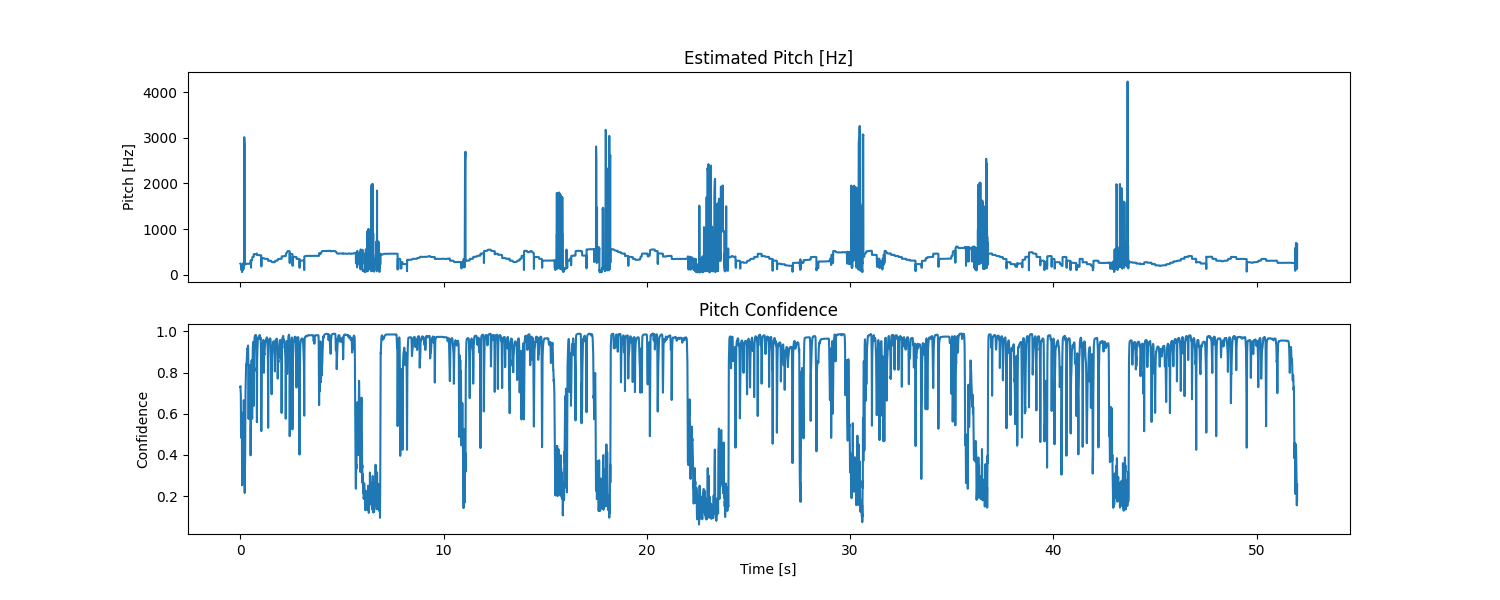 Estimated Pitch [Hz]
4000
3000
2000
1000
0
Pitch [Hz]
Pitch Confidence
1.0
0.8
0.6
0.4
0.2
Confidence
0 10 20 30 40 50
Time [s]